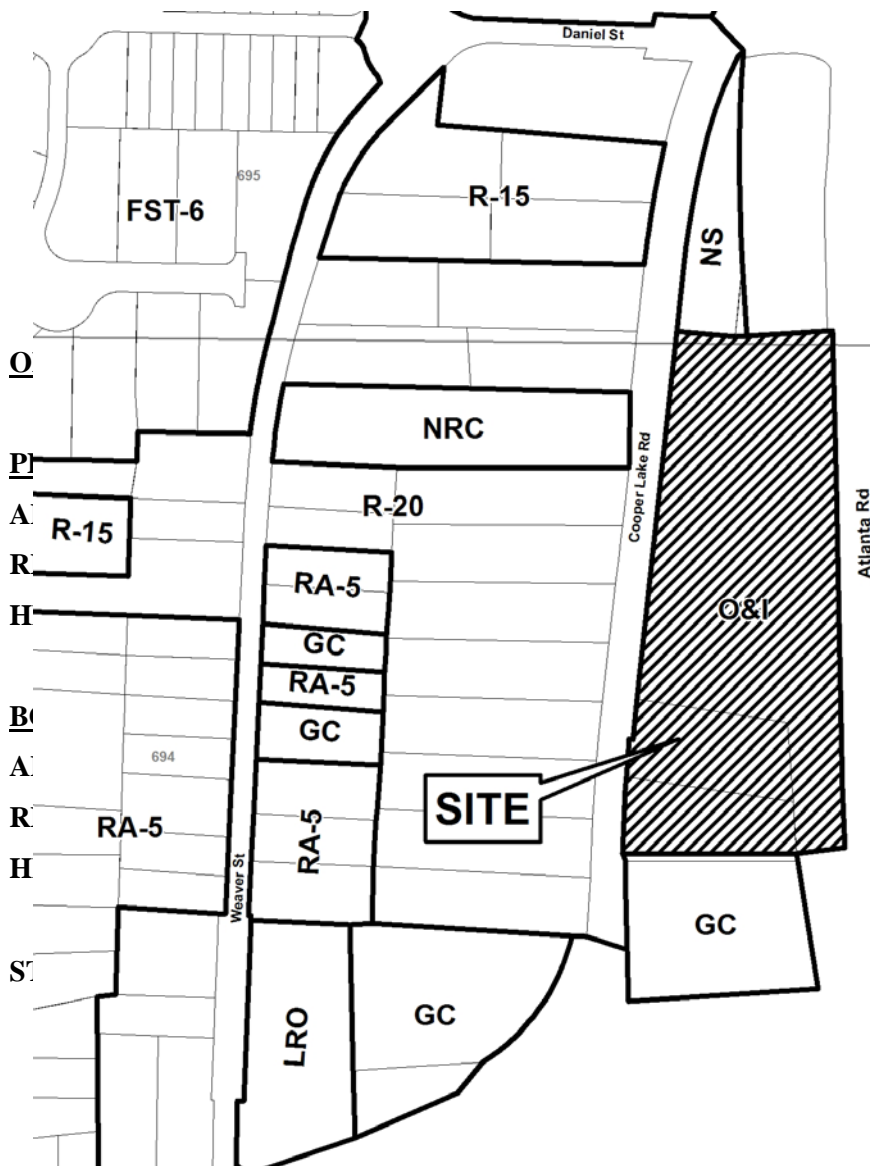 Daniel St
695
FST-6
R-15
NS
O
NRC
Cooper Lake Rd
R-20
R-15
A
R
RA-5
Atlanta Rd
H
O&I
GC
RA-5
B
GC
694
A
SITE
R
RA-5
RA-5
H
Weaver St
GC
ST
LRO
GC